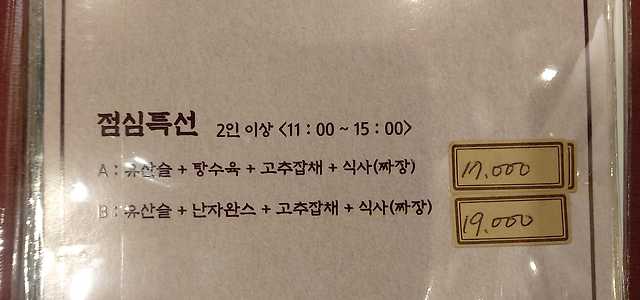 점심특선 2인 이상 <11 : 00 ~ 15 : 00>
A : 유산슬 + 탕수육 + 고추잡채 + 식사(짜장) 17,000
B : 유산슬 + 난자완스 + 고추잡채 + 식사(짜장) 19,000